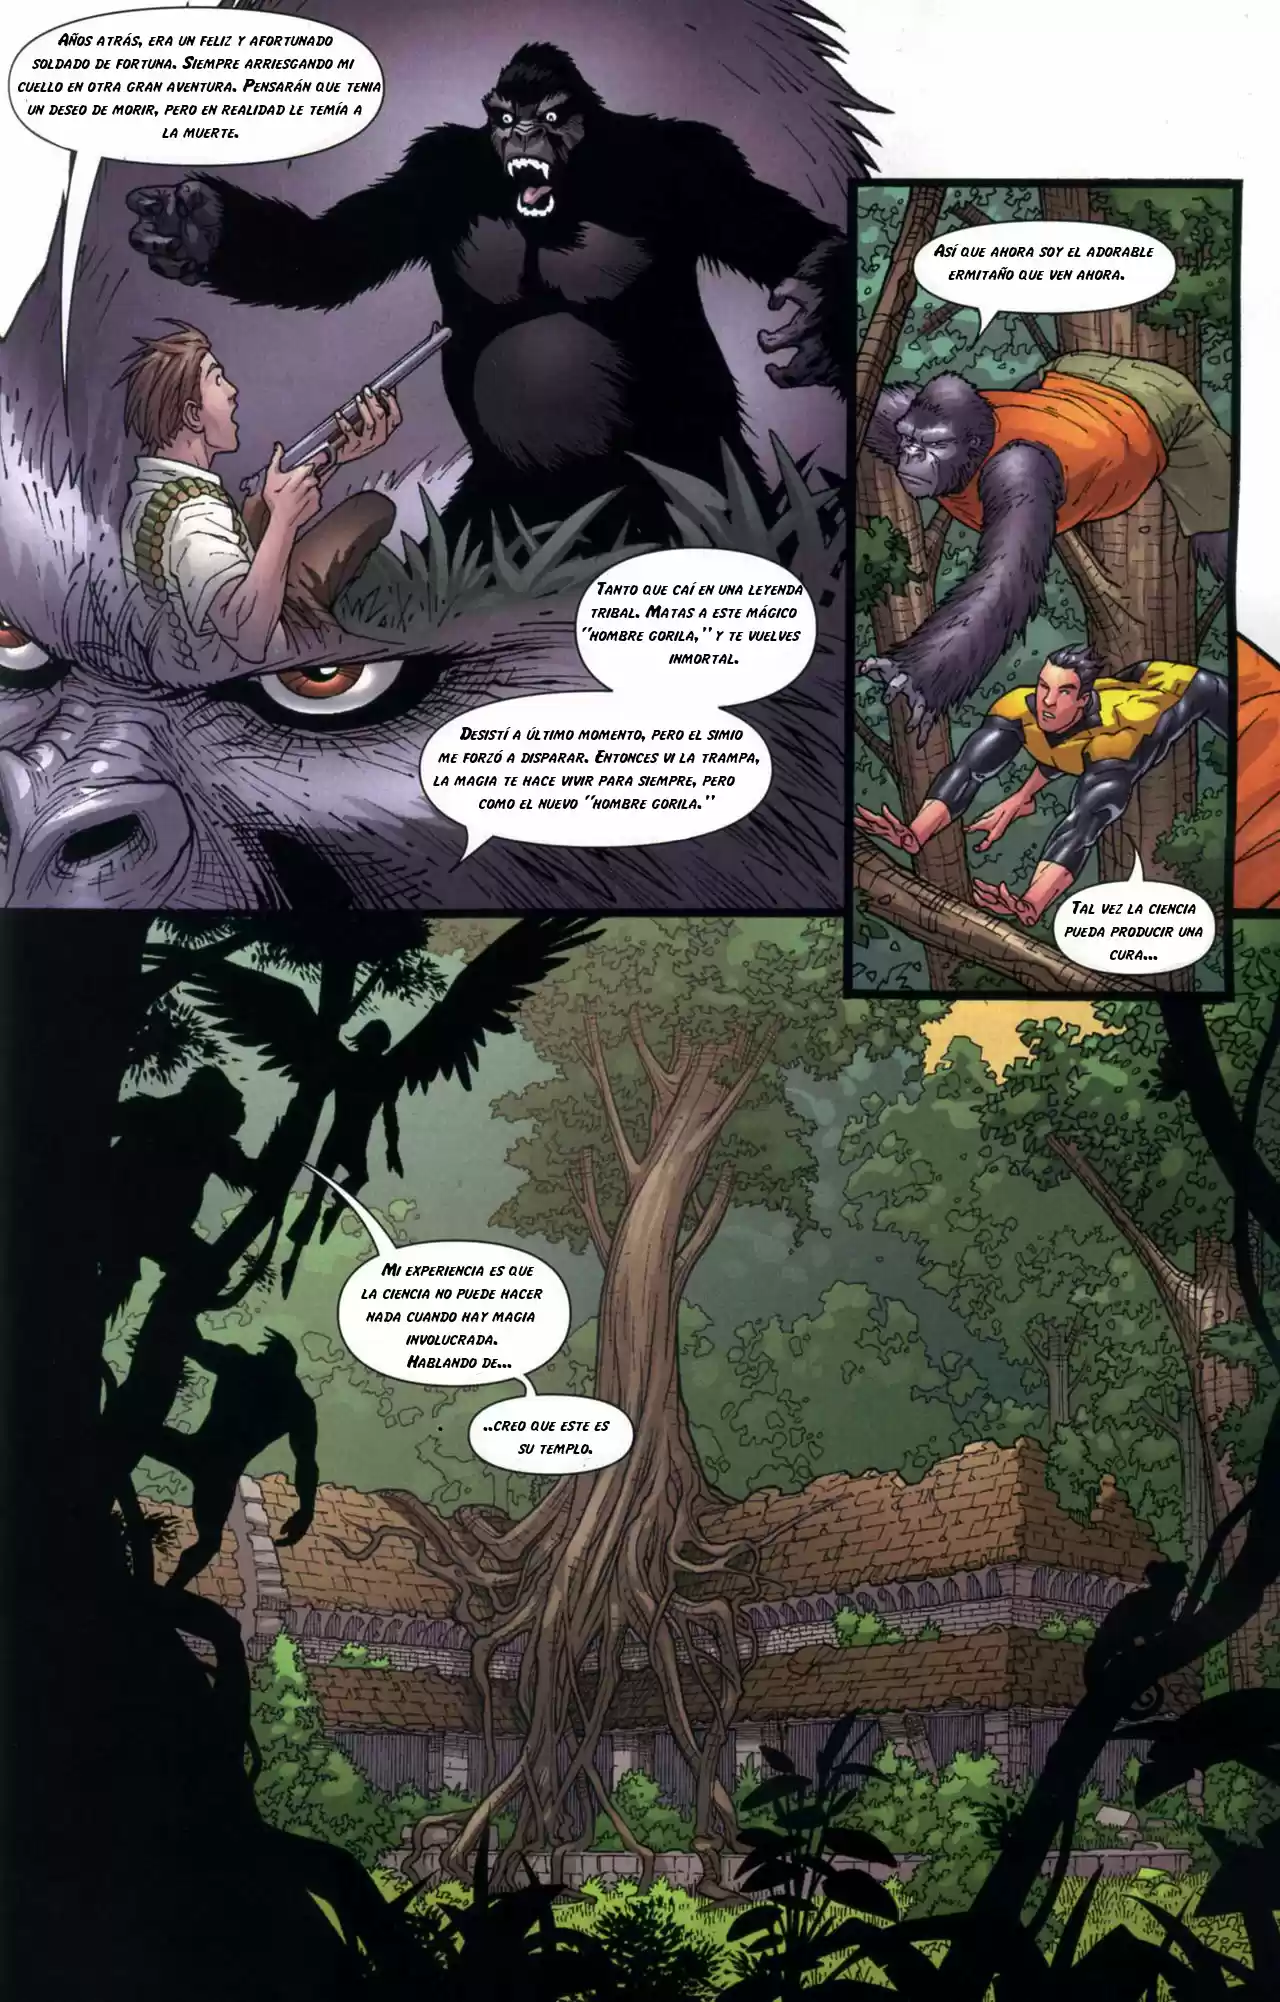 Años atrás, era un feliz y afortunado
soldado de fortuna. Siempre arriesgando mi
cuello en otra gran aventura. Pensarán que tenia
un deseo de morir, pero en realidad le temía a
la muerte.
Tanto que caí en una leyenda
tribal. Matas a este mágico
"hombre gorila," y te vuelves
inmortal.
Desistí a último momento, pero el simio
me forzó a disparar. Entonces vi la trampa,
la magia te hace vivir para siempre, pero
como el nuevo "hombre gorila."
Así que ahora soy el adorable
ermitaño que ven ahora.
Tal vez la ciencia
pueda producir una
cura...
Mi experiencia es que
la ciencia no puede hacer
nada cuando hay magia
involucrada.
Hablando de...
..creo que este es
su templo.